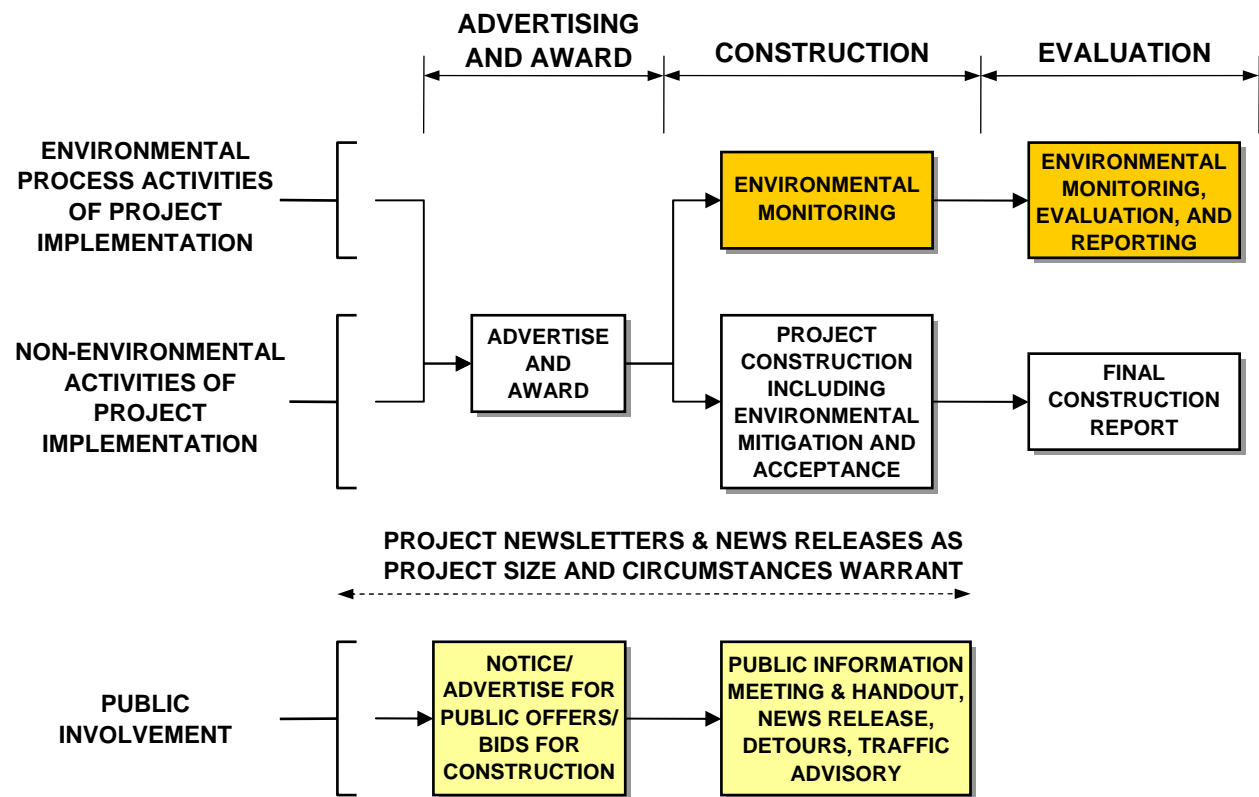 ADVERTISING
AND AWARD
CONSTRUCTION
EVALUATION
ENVIRONMENTAL
PROCESS ACTIVITIES
OF PROJECT
IMPLEMENTATION
ENVIRONMENTAL
MONITORING
ENVIRONMENTAL
MONITORING,
EVALUATION, AND
REPORTING
NON-ENVIRONMENTAL
ACTIVITIES OF
PROJECT
IMPLEMENTATION
ADVERTISE
AND
AWARD
PROJECT
CONSTRUCTION
INCLUDING
ENVIRONMENTAL
MITIGATION AND
ACCEPTANCE
FINAL
CONSTRUCTION
REPORT
PROJECT NEWSLETTERS & NEWS RELEASES AS
PROJECT SIZE AND CIRCUMSTANCES WARRANT
PUBLIC
INVOLVEMENT
NOTICE/
ADVERTISE FOR
PUBLIC OFFERS/
BIDS FOR
CONSTRUCTION
PUBLIC INFORMATION
MEETING & HANDOUT,
NEWS RELEASE,
DETOURS, TRAFFIC
ADVISORY